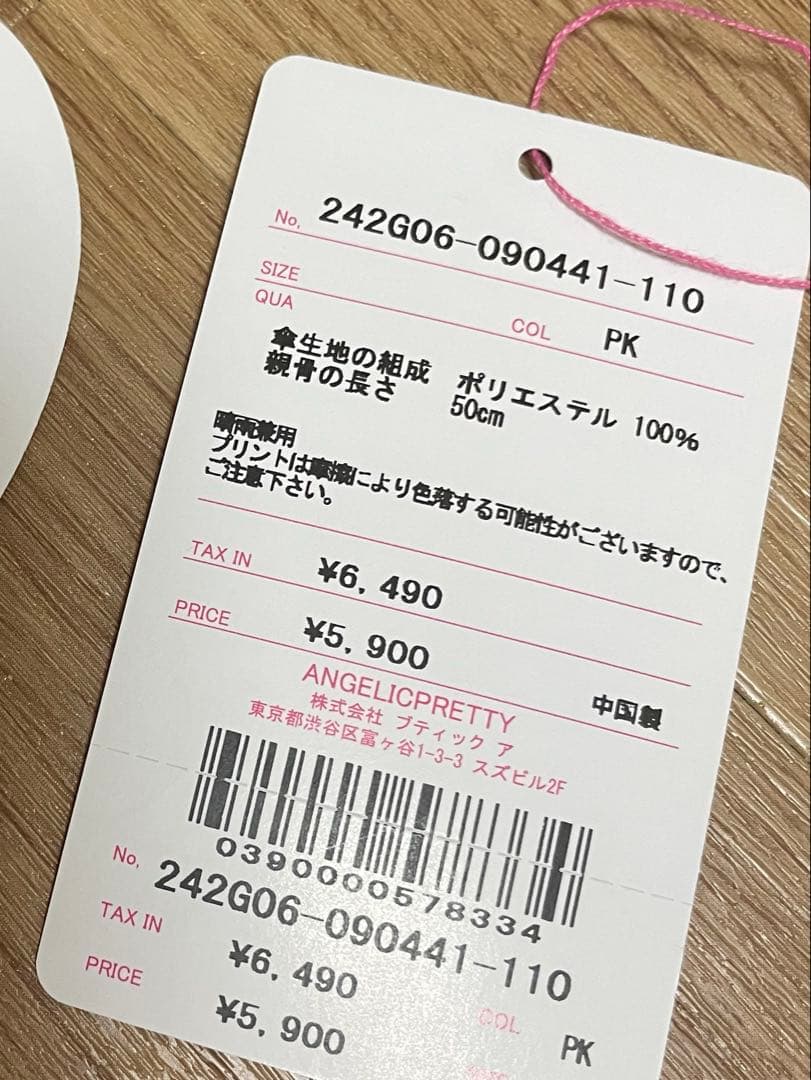 No, 242G06-090441-110
SIZE
QUA COL PK
傘生地の組成 ポリエステル 100%
親骨の長さ 50cm
晴雨兼用
プリントは摩擦により色落する可能性がございますので、
ご注意下さい。
TAX IN ¥6,490
PRICE ¥5,900
中国製
ANGELICPRETTY
株式会社 ブティック ア
東京都渋谷区富ヶ谷1-3-3 スズビル2F
0390000578334
No, 242G06-090441-110
TAX IN ¥6,490
COL PK
PRICE ¥5,900